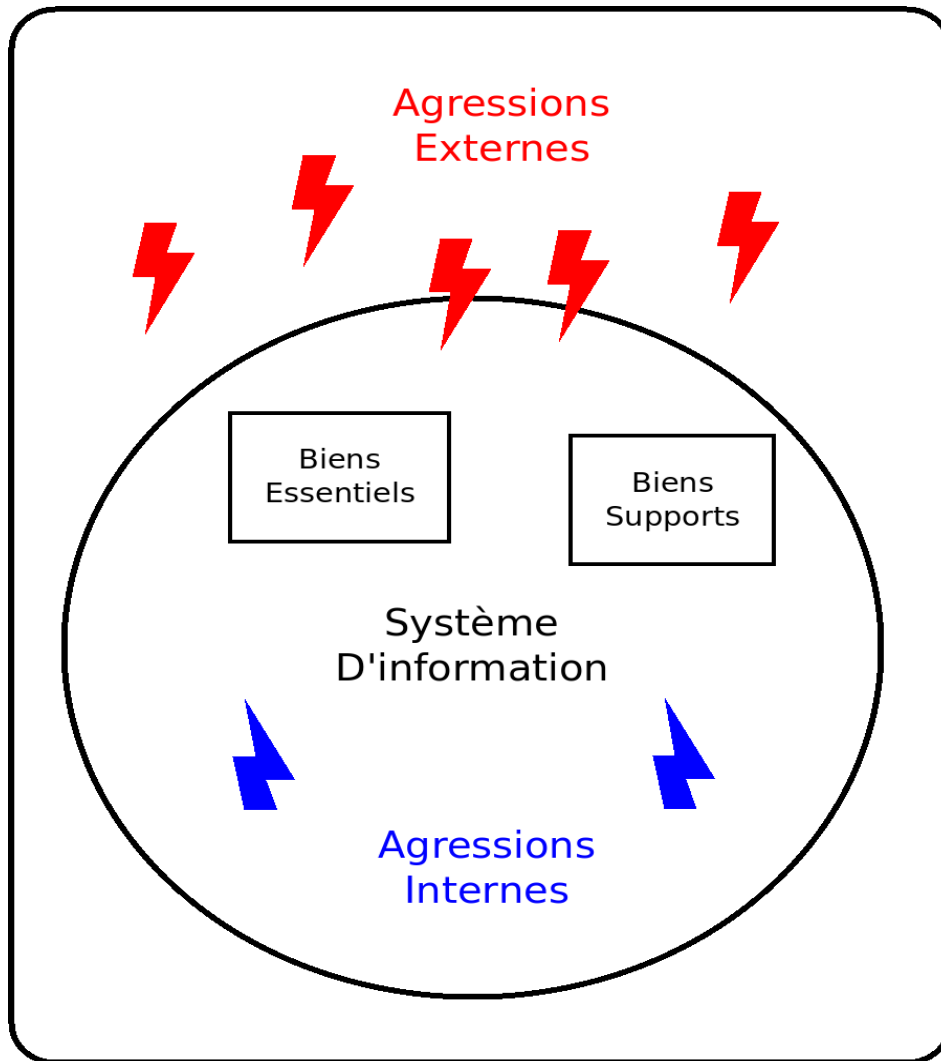 Agressions
Externes
Biens
Essentiels
Biens
Supports
Système
D'information
Agressions
Internes